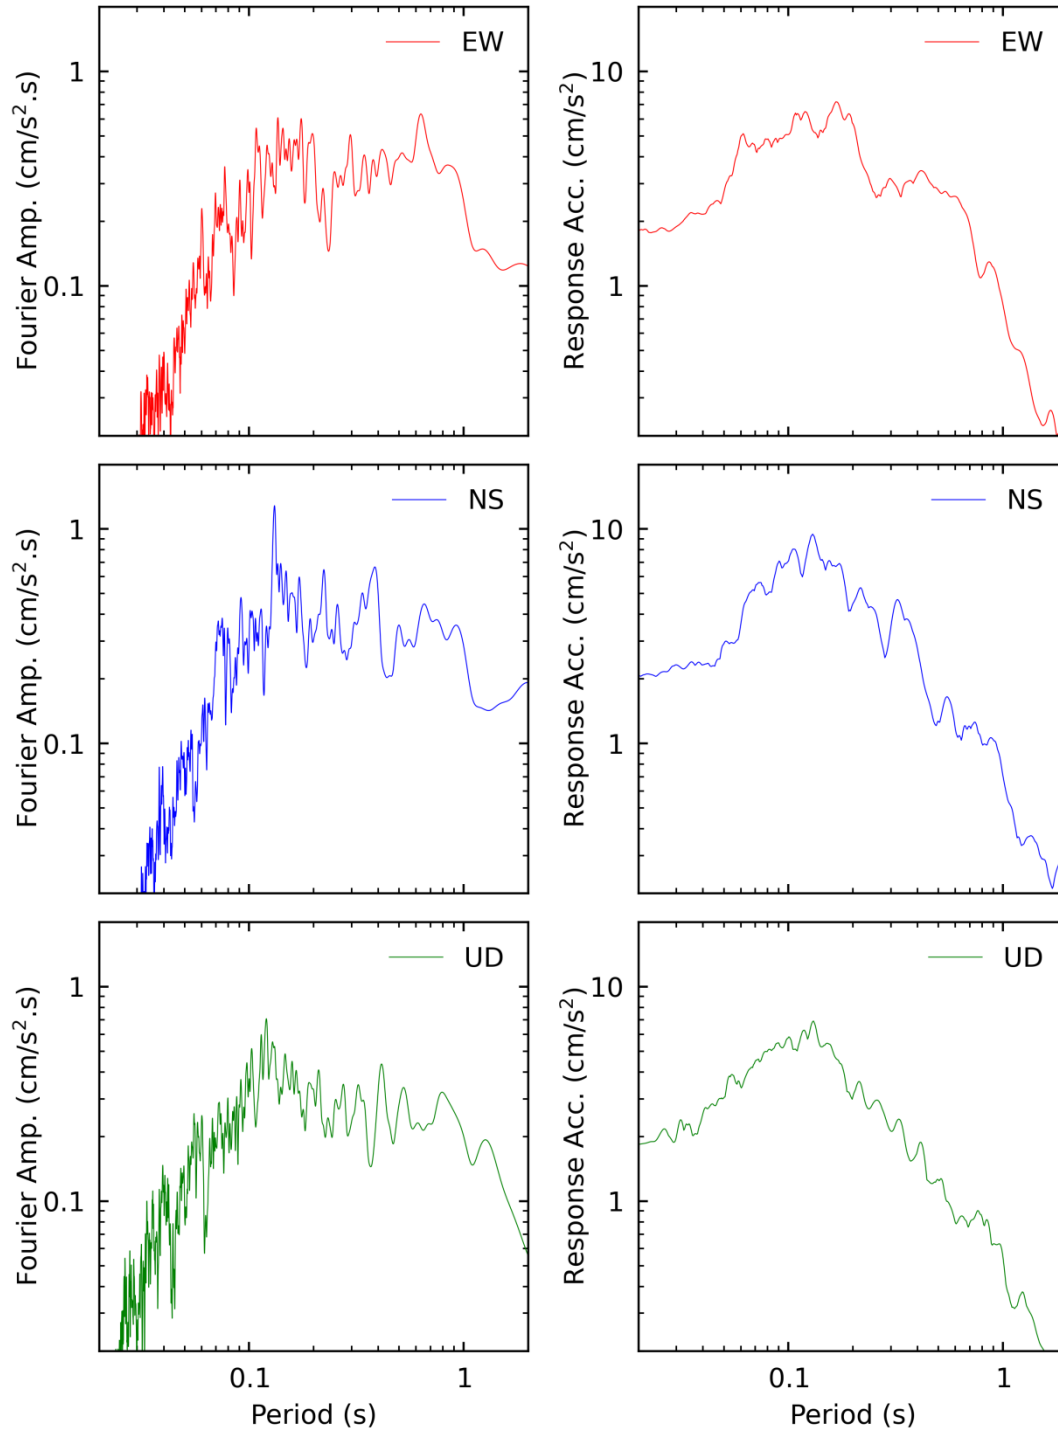 EW
1
0.1
Fourier Amp. (cm/s².s)
EW
10
1
Response Acc. (cm/s²)
NS
1
0.1
Fourier Amp. (cm/s².s)
NS
10
1
Response Acc. (cm/s²)
UD
1
0.1
Fourier Amp. (cm/s².s)
0.1 1
Period (s)
UD
10
1
Response Acc. (cm/s²)
0.1 1
Period (s)